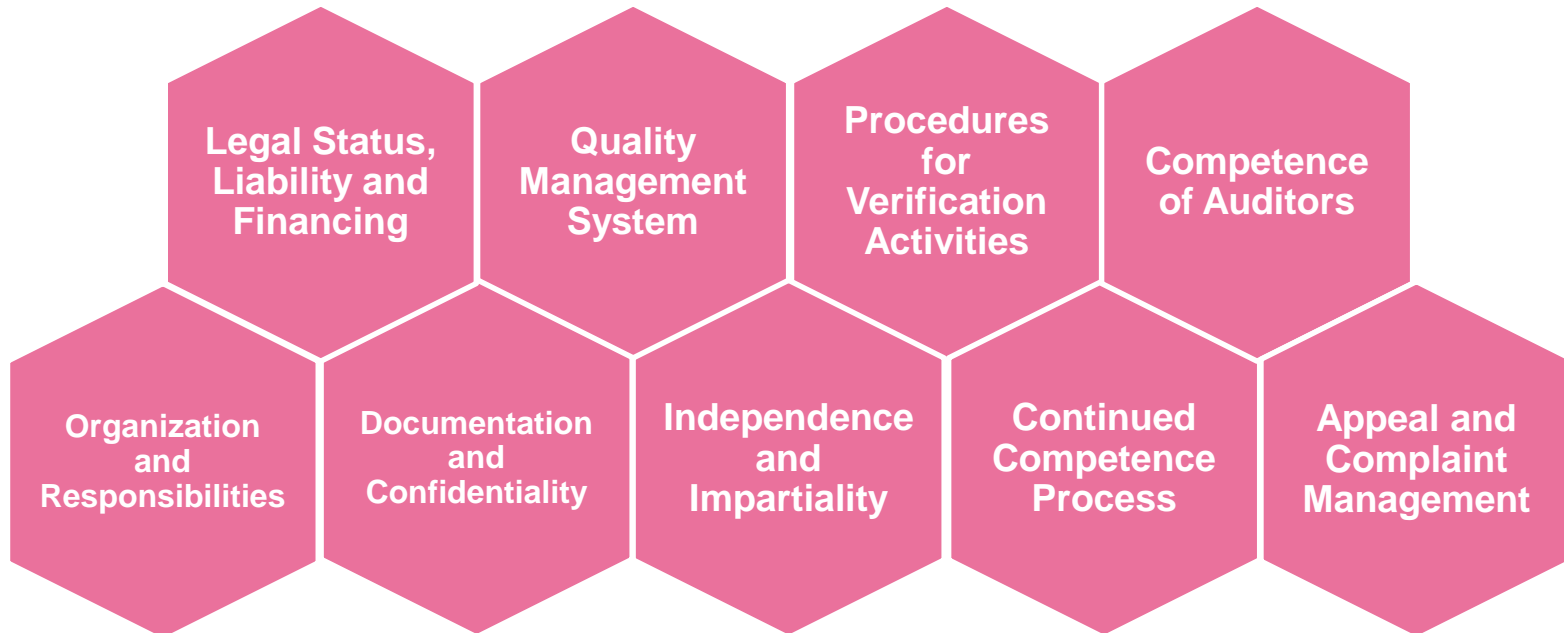 Legal Status,
Liability and
Financing
Quality
Management
System
Procedures
for
Verification
Activities
Competence
of Auditors
Organization
and
Responsibilities
Documentation
and
Confidentiality
Independence
and
Impartiality
Continued
Competence
Process
Appeal and
Complaint
Management